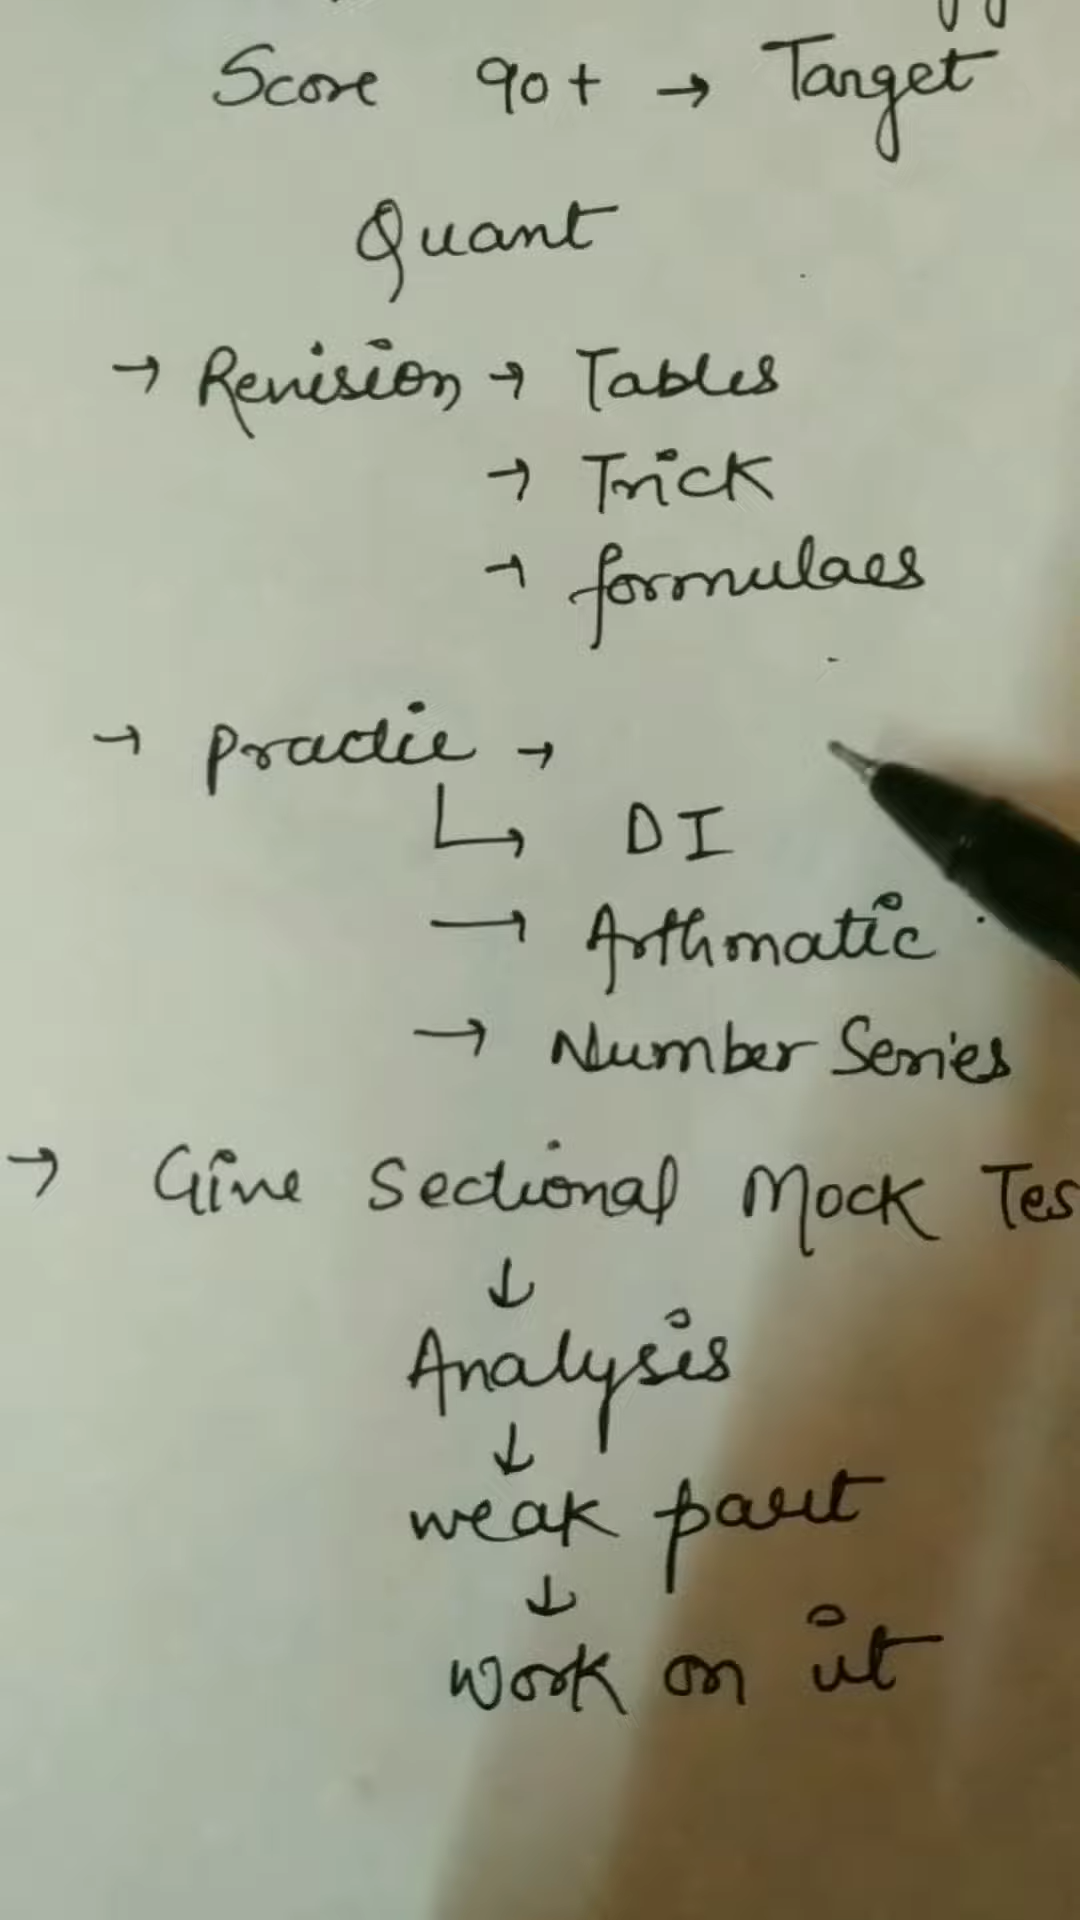 Score 90+ → Target
Quant
→ Revision → Tables
→ Trick
→ formulaes
→ Practie →
↳ DI
→ Arthmatic
→ Number Series
→ Give Sectional Mock Tes
↓
Analysis
↓
weak part
↓
work on it